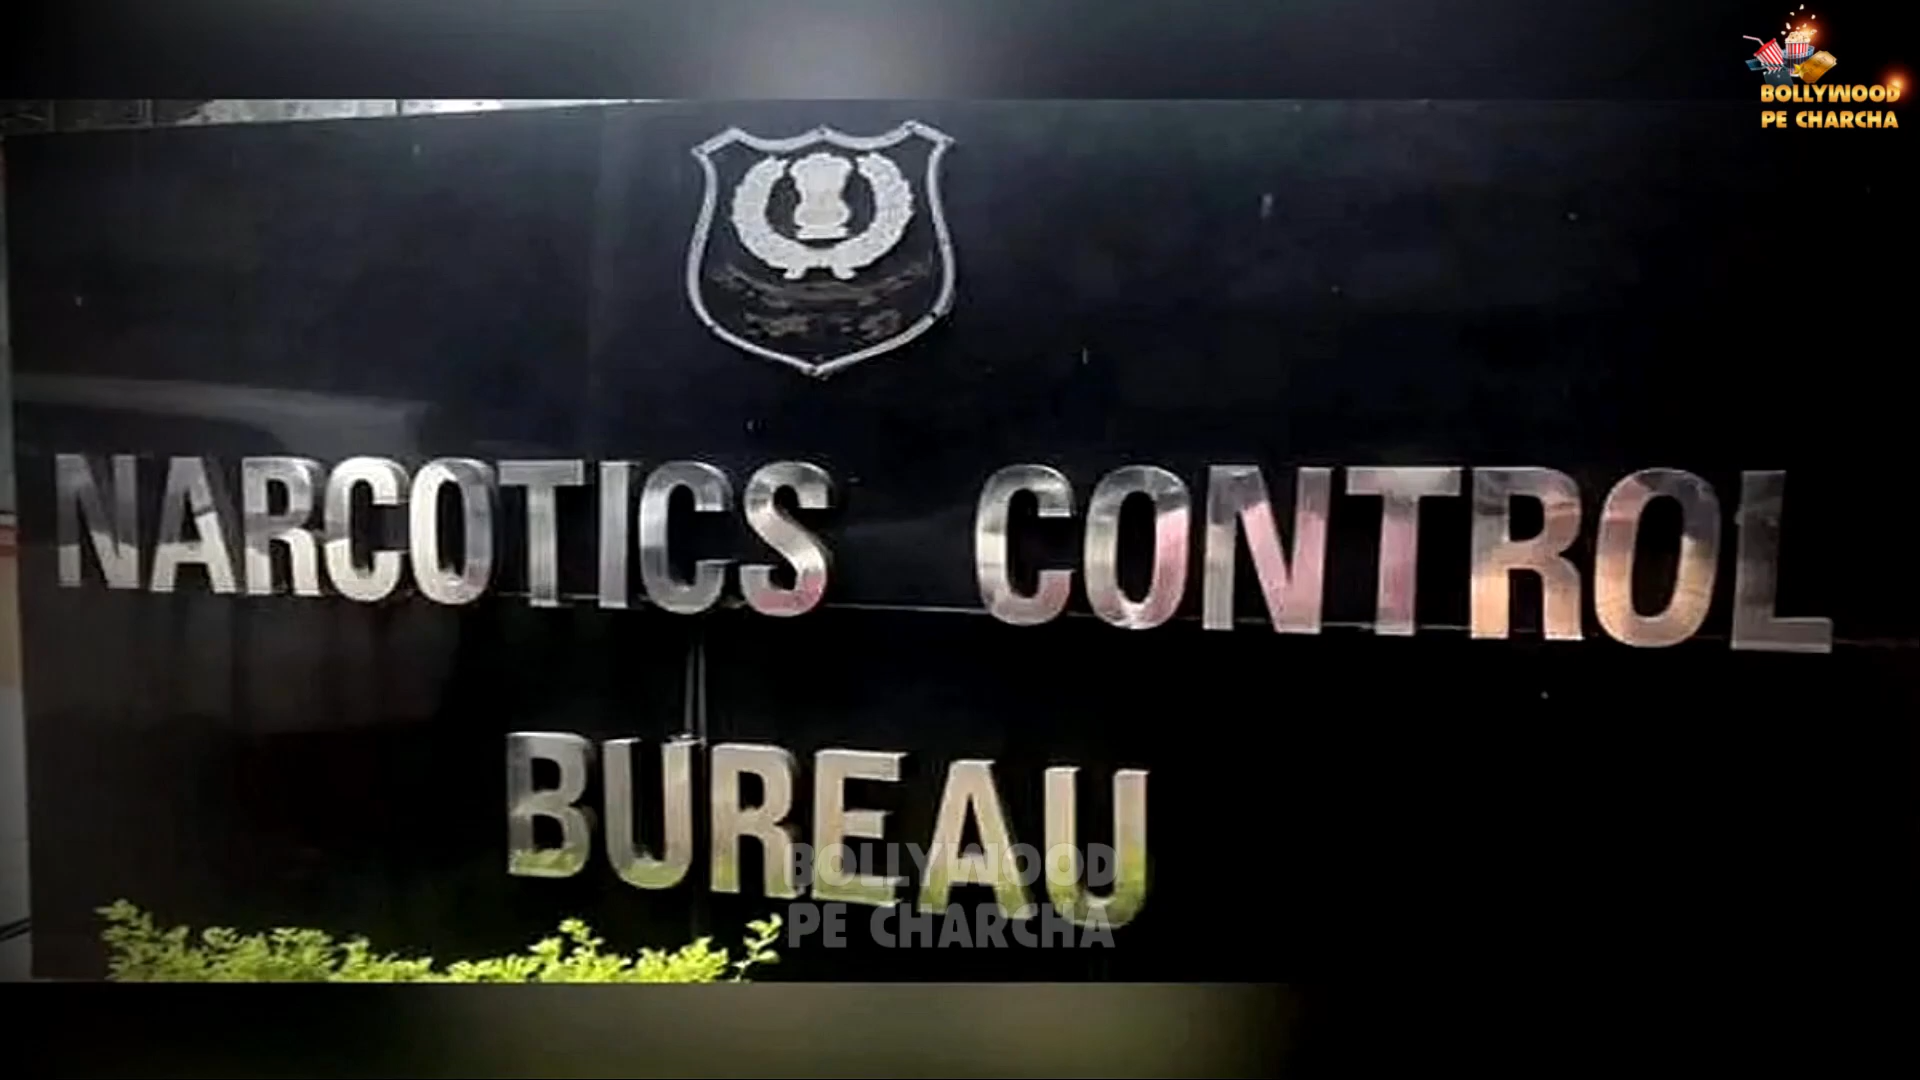 BOLLYWOOD
PE CHARCHA
NARCOTICS CONTROL
BUREAU
BOLLYWOOD
PE CHARCHA